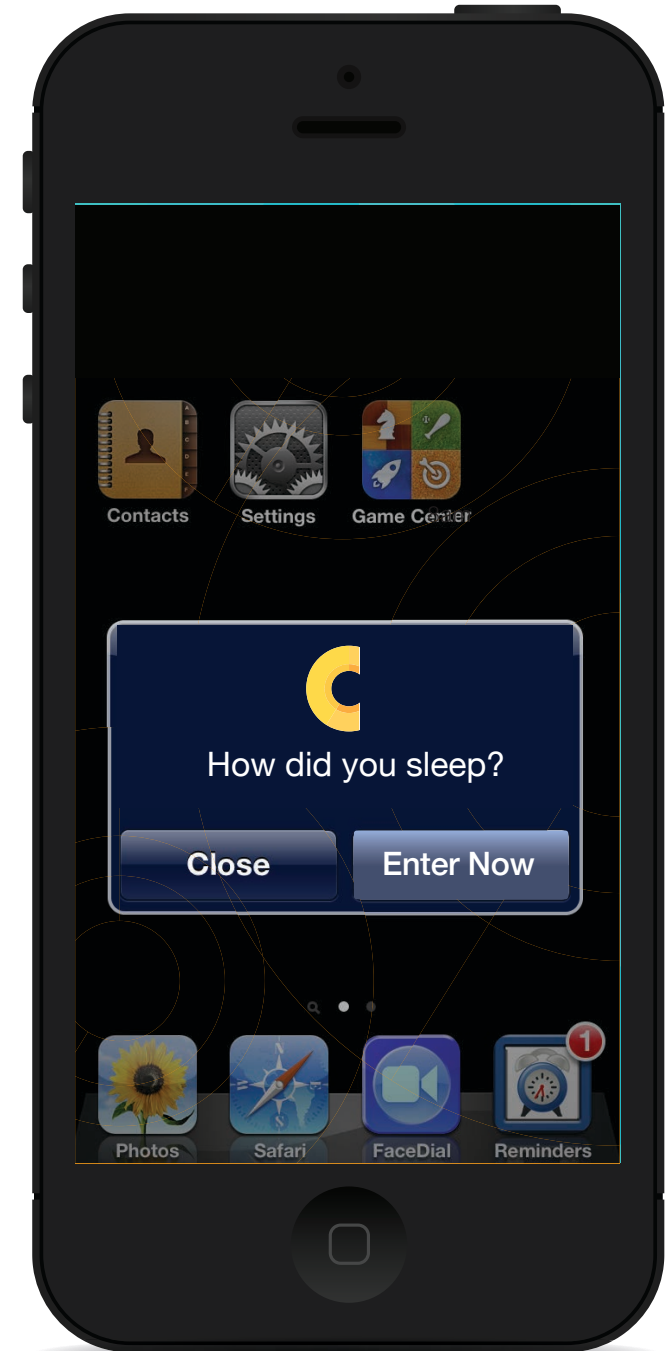 Contacts Settings Game Center
How did you sleep?
Close Enter Now
1
Photos Safari FaceDial Reminders